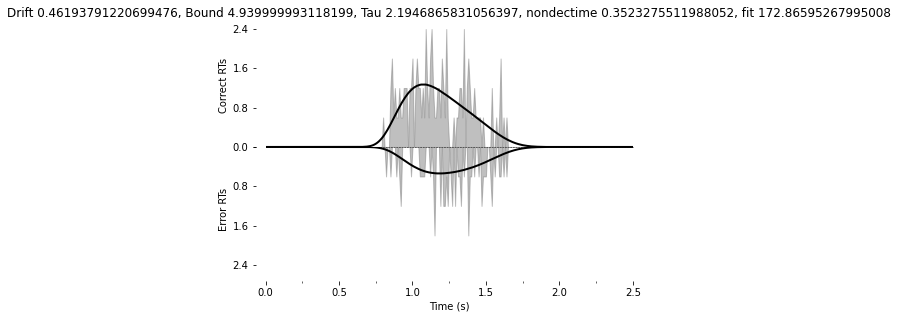 Drift 0.46193791220699476, Bound 4.939999993118199, Tau 2.1946865831056397, nondectime 0.3523275511988052, fit 172.86595267995008
2.4
1.6
0.8
0.0
0.8
1.6
2.4
Correct RTs
Error RTs
0.0 0.5 1.0 1.5 2.0 2.5
Time (s)